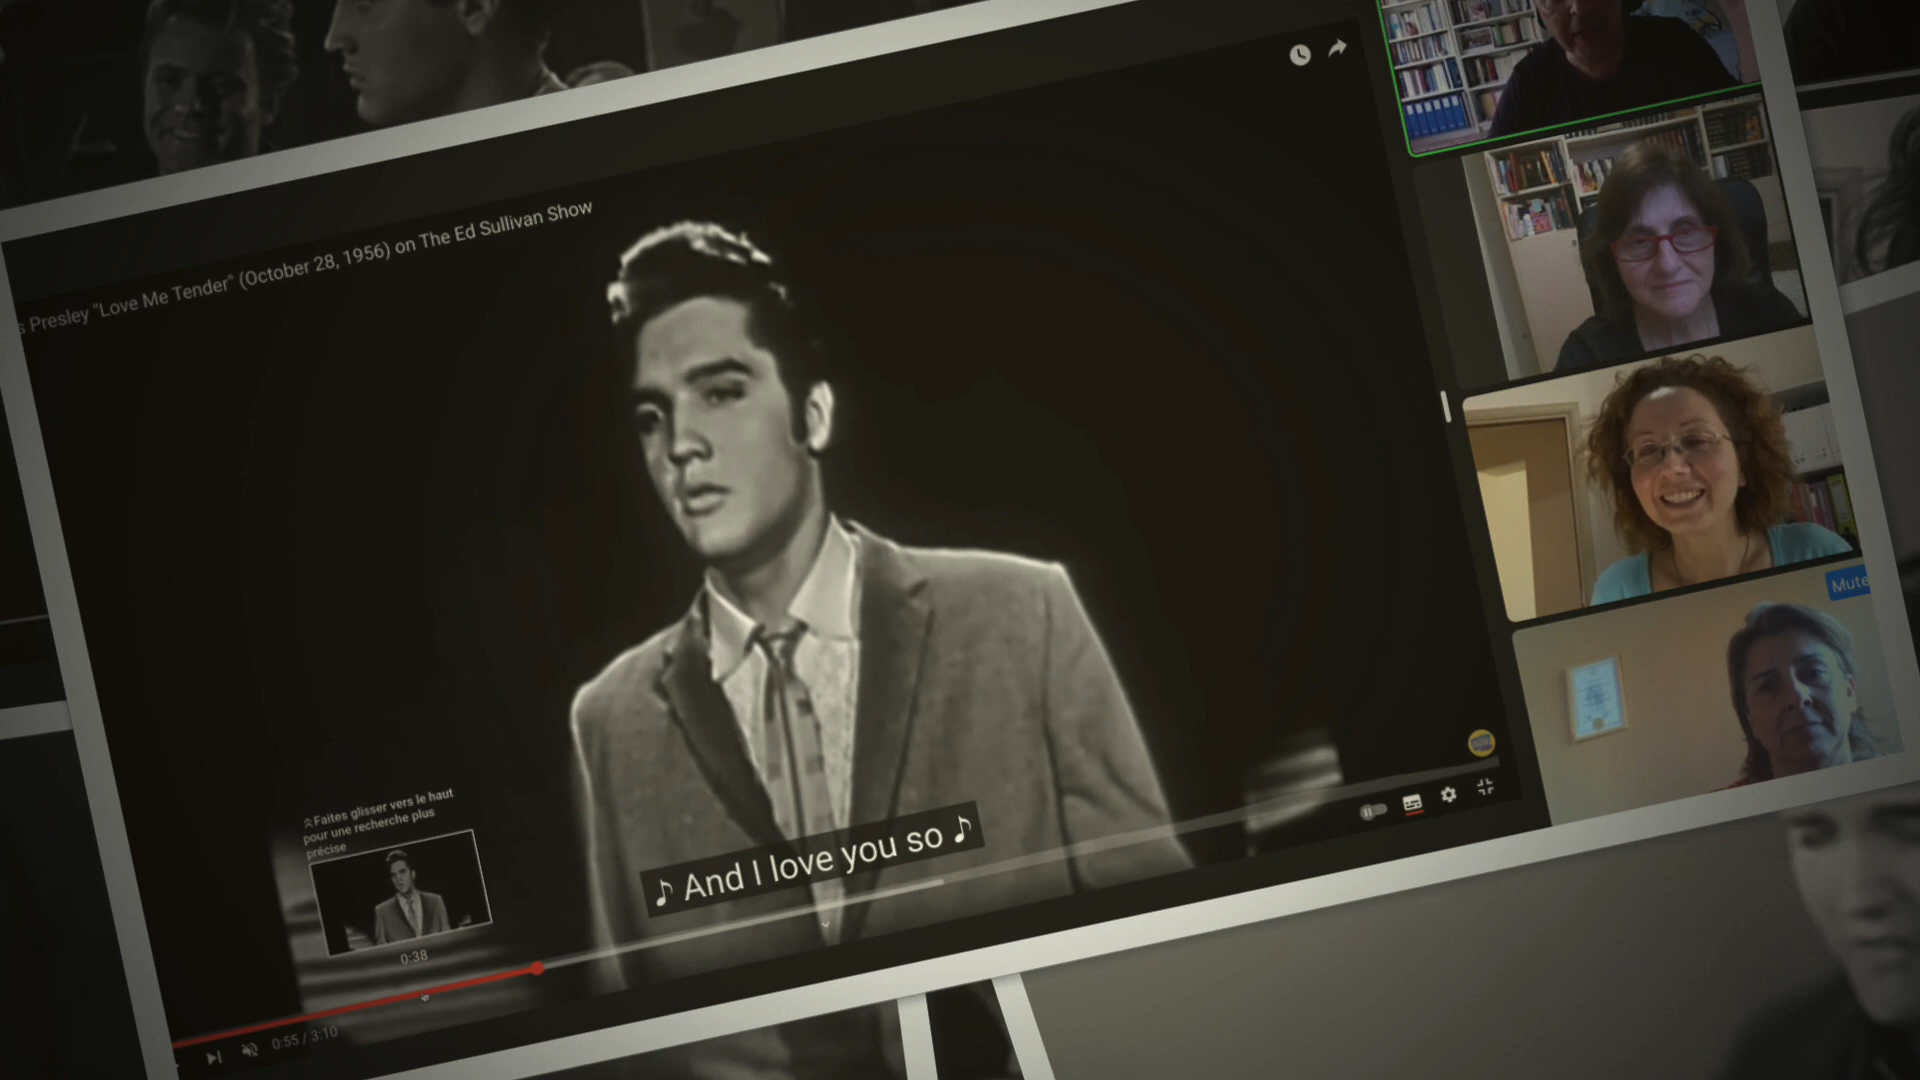 Presley "Love Me Tender" (October 28, 1956) on The Ed Sullivan Show
Faites glisser vers le haut
pour une recherche plus
précise
0:38
♪ And I love you so ♪
0:55 / 3:10
Mute